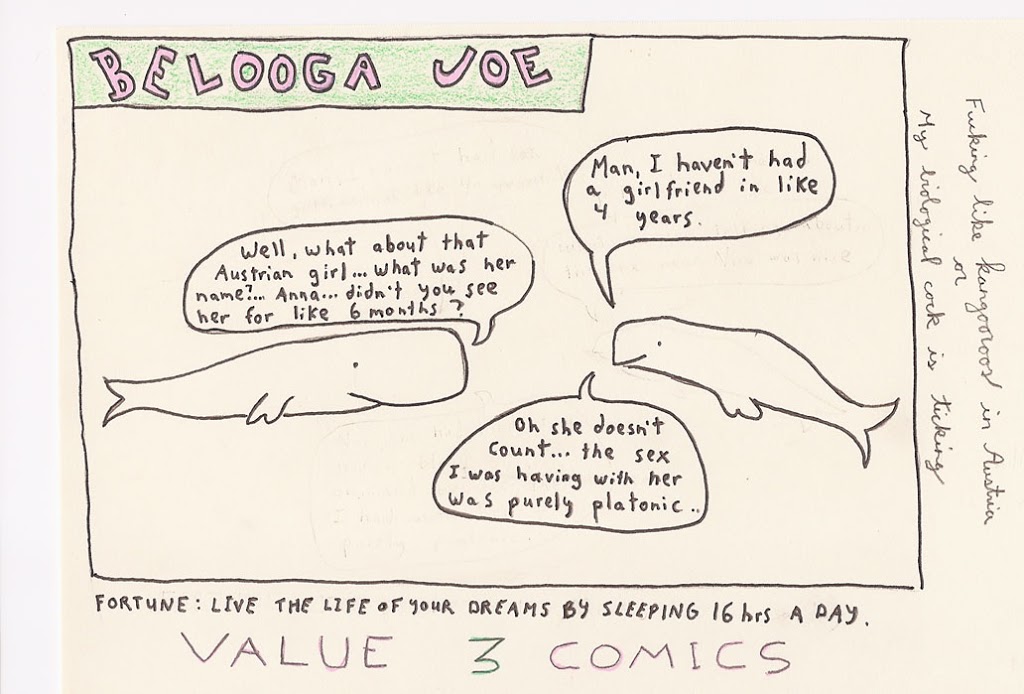 BELOOGA JOE
Man, I haven't had
a girlfriend in like
4 years.
Well, what about that
Austrian girl... what was her
name?... Anna... didn't you see
her for like 6 months?
Oh she doesn't
count... the sex
I was having with her
was purely platonic..
Fucking like kangooroos in Austria
or
My biological cock is ticking
FORTUNE: LIVE THE LIFE OF YOUR DREAMS BY SLEEPING 16 hrs A DAY.
VALUE 3 COMICS